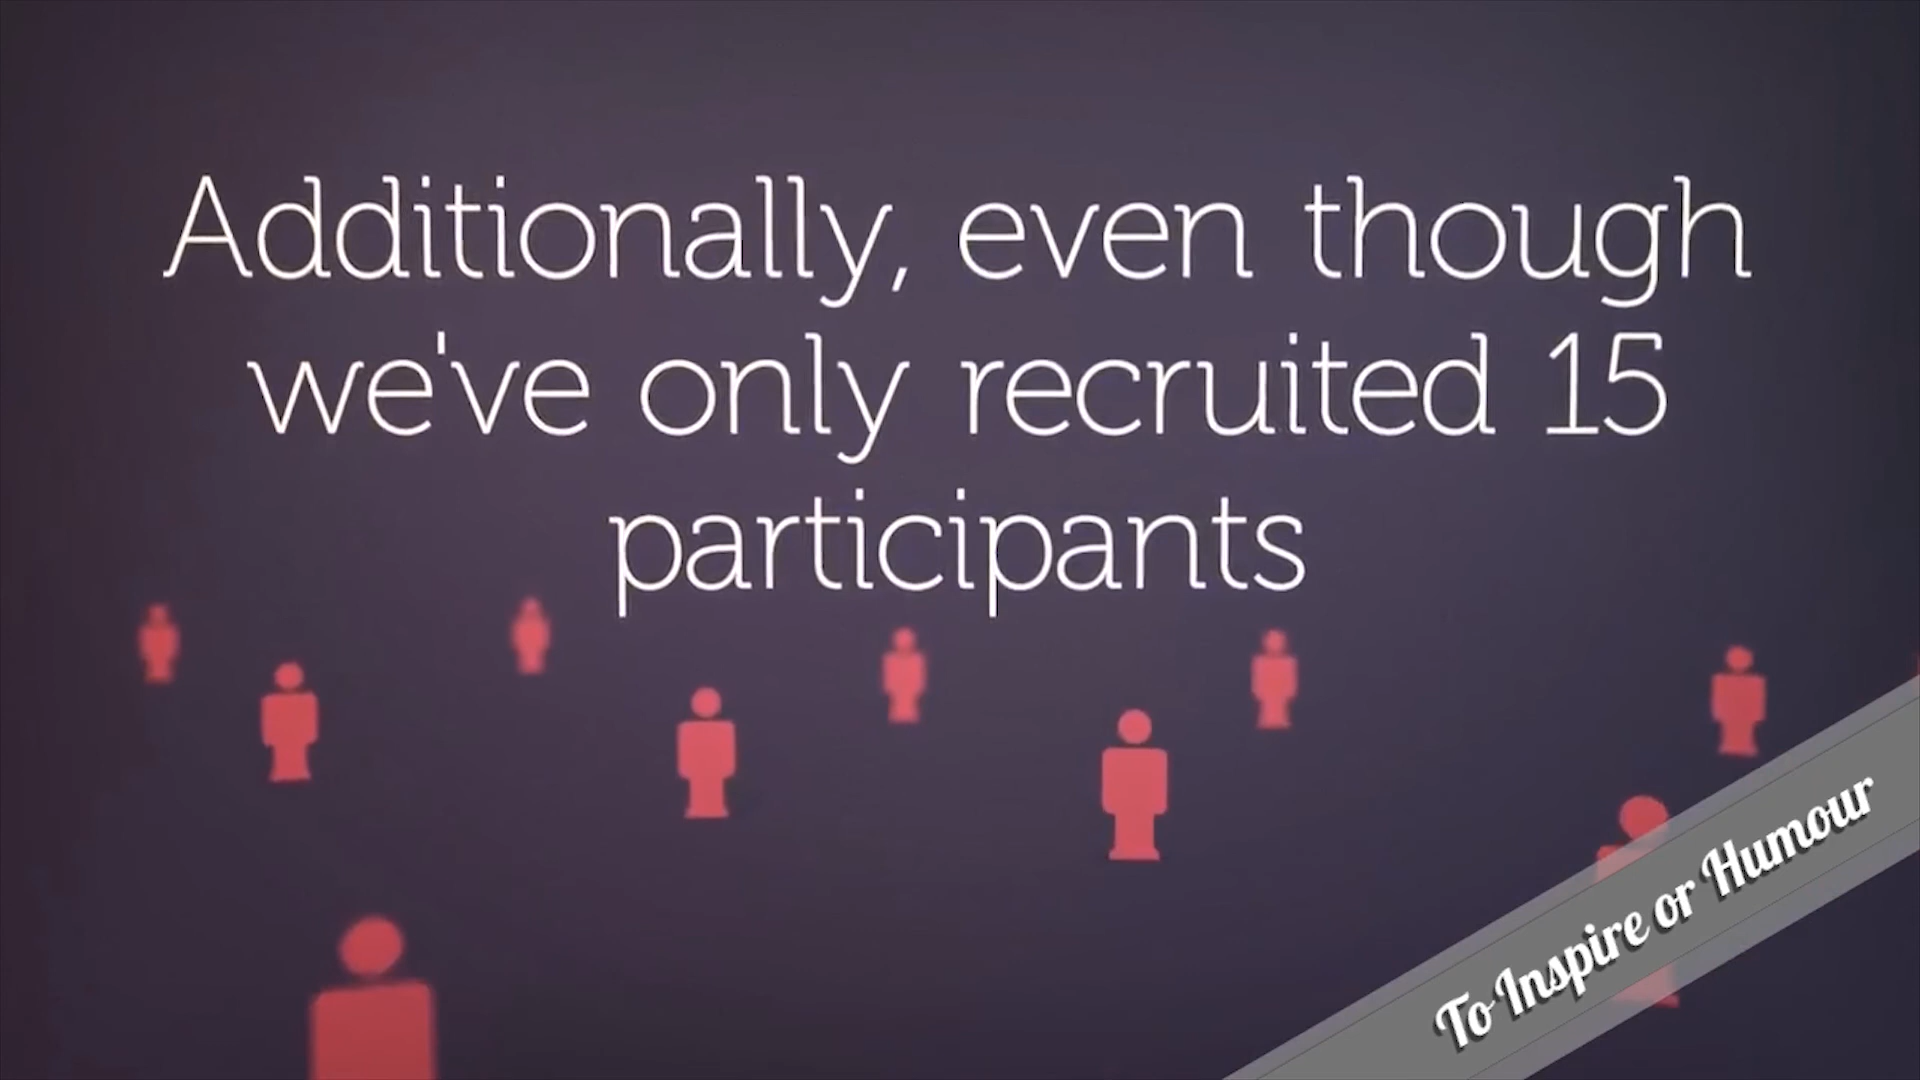 Additionally, even though
we've only recruited 15
participants
To Inspire or Humour